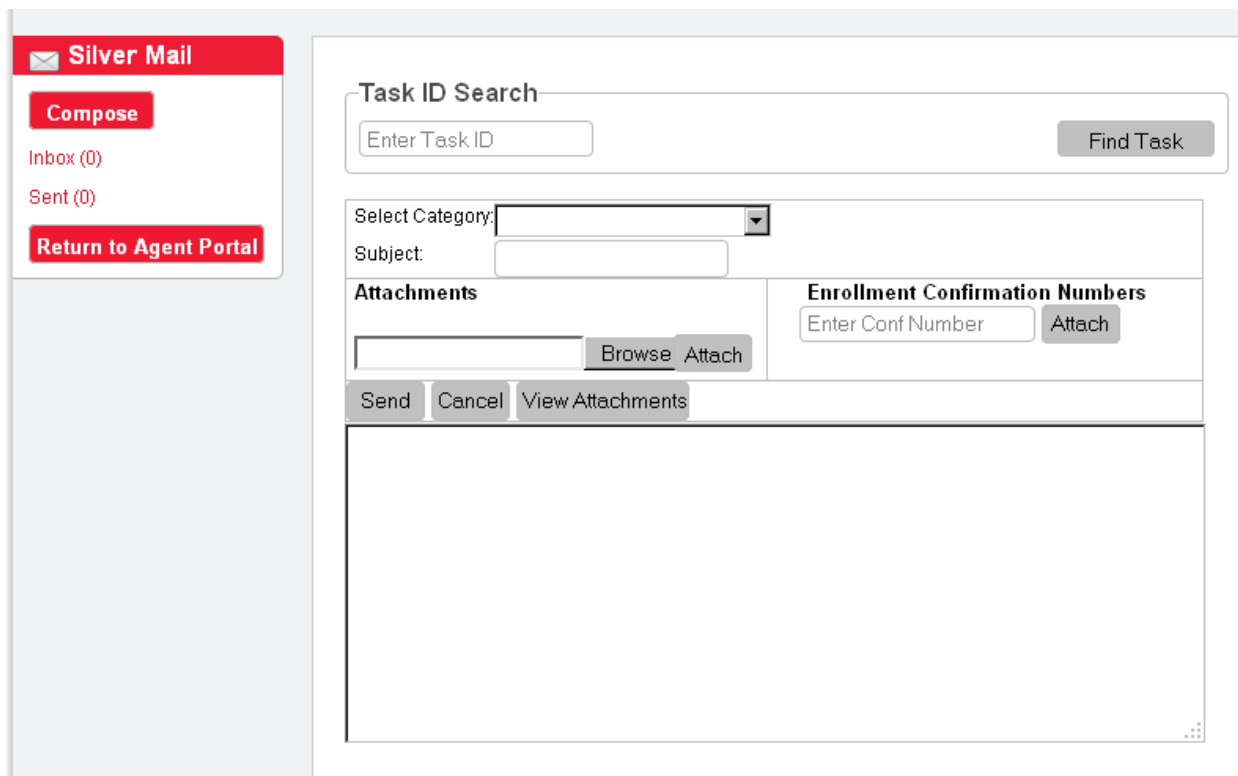 Silver Mail
Compose
Inbox (0)
Sent (0)
Return to Agent Portal
Task ID Search
Enter Task ID
Find Task
Select Category:
Subject:
Attachments
Browse
Attach
Enrollment Confirmation Numbers
Enter Conf Number
Attach
Send
Cancel
View Attachments